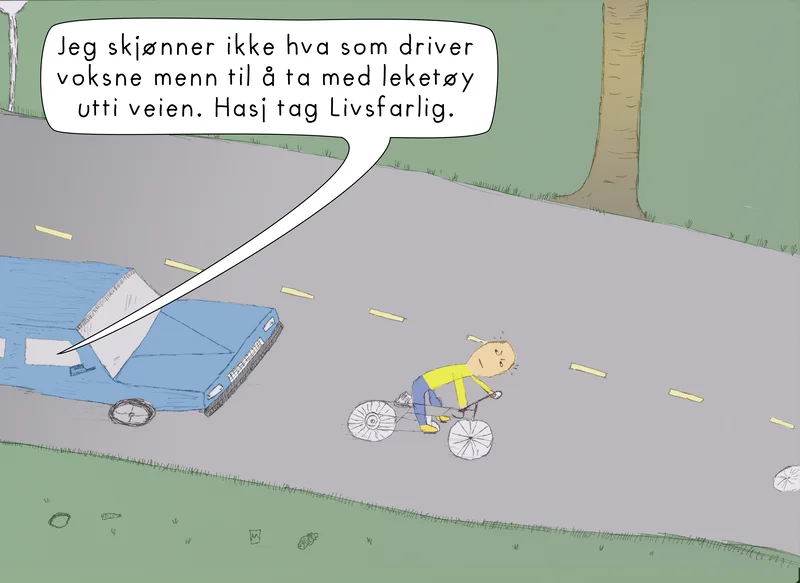 Jeg skjønner ikke hva som driver
voksne menn til å ta med leketøy
utti veien. Hasj tag Livsfarlig.
M